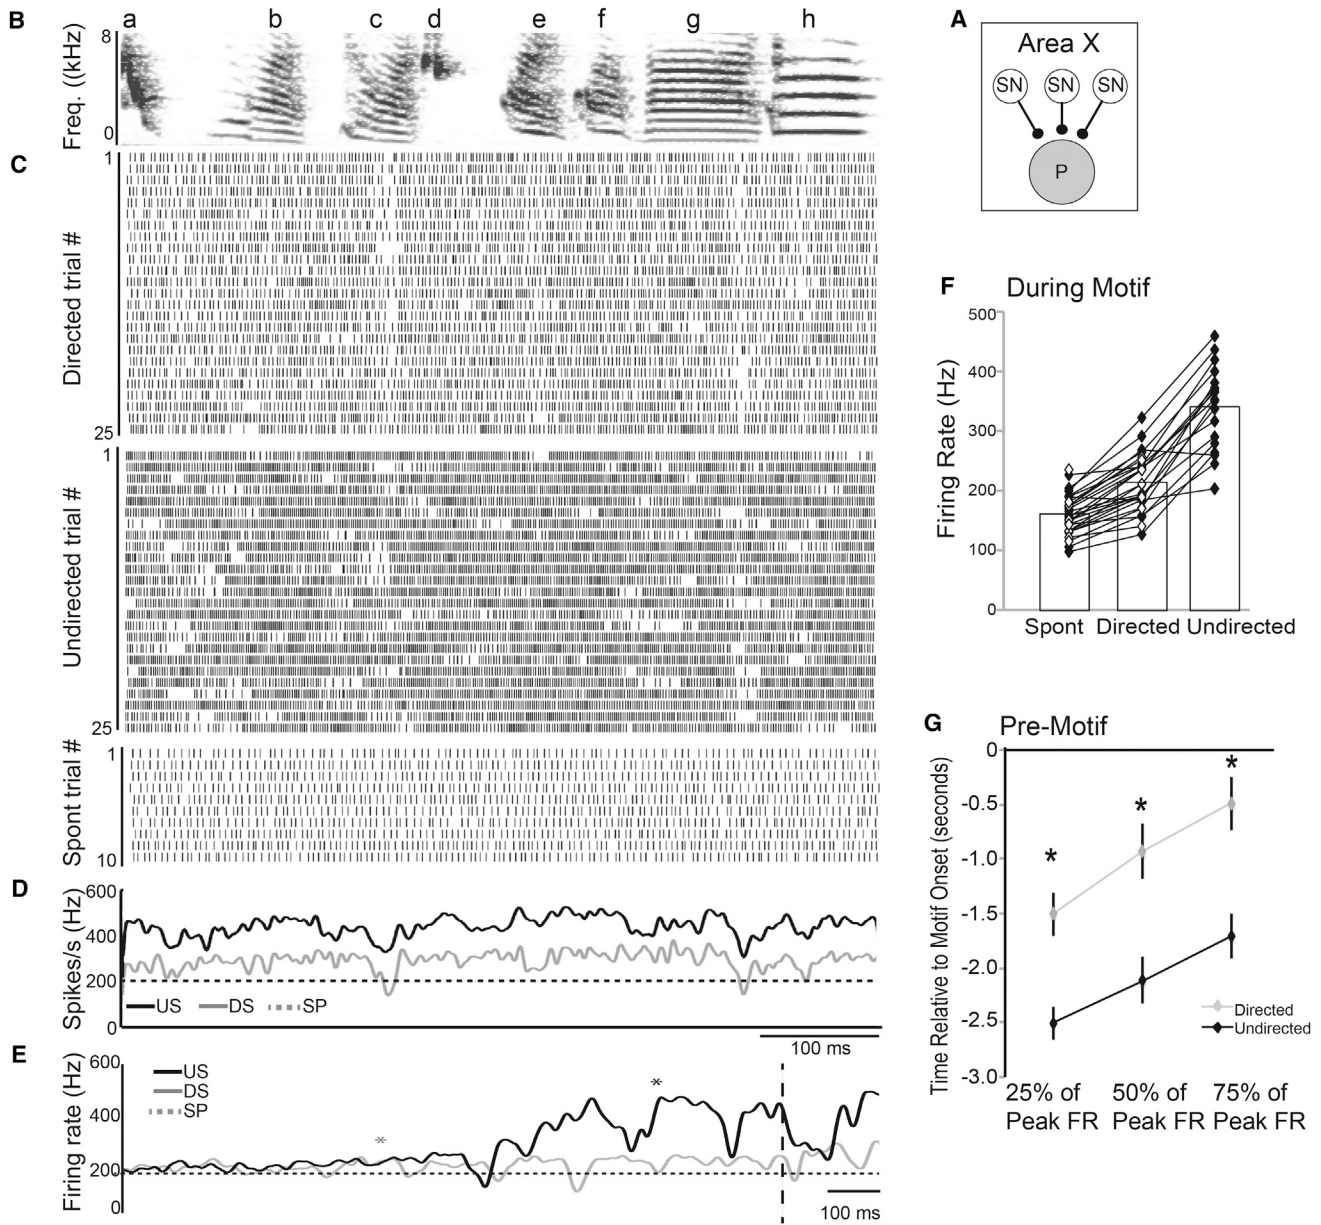 B
a b c d e f g h
8
Freq. ((kHz)
0
A
Area X
SN SN SN
P
C
1
Directed trial #
25
1
Undirected trial #
25
1
Spont trial #
10
D
600
400
200
0
Spikes/s (Hz)
US DS SP
100 ms
E
600
400
200
0
Firing rate (Hz)
US
DS
SP
*
*
100 ms
F During Motif
500
400
300
200
100
0
Firing Rate (Hz)
Spont Directed Undirected
G Pre-Motif
0
-0.5
-1.0
-1.5
-2.0
-2.5
-3.0
Time Relative to Motif Onset (seconds)
*
*
*
Directed
Undirected
25% of 50% of 75% of
Peak FR Peak FR Peak FR